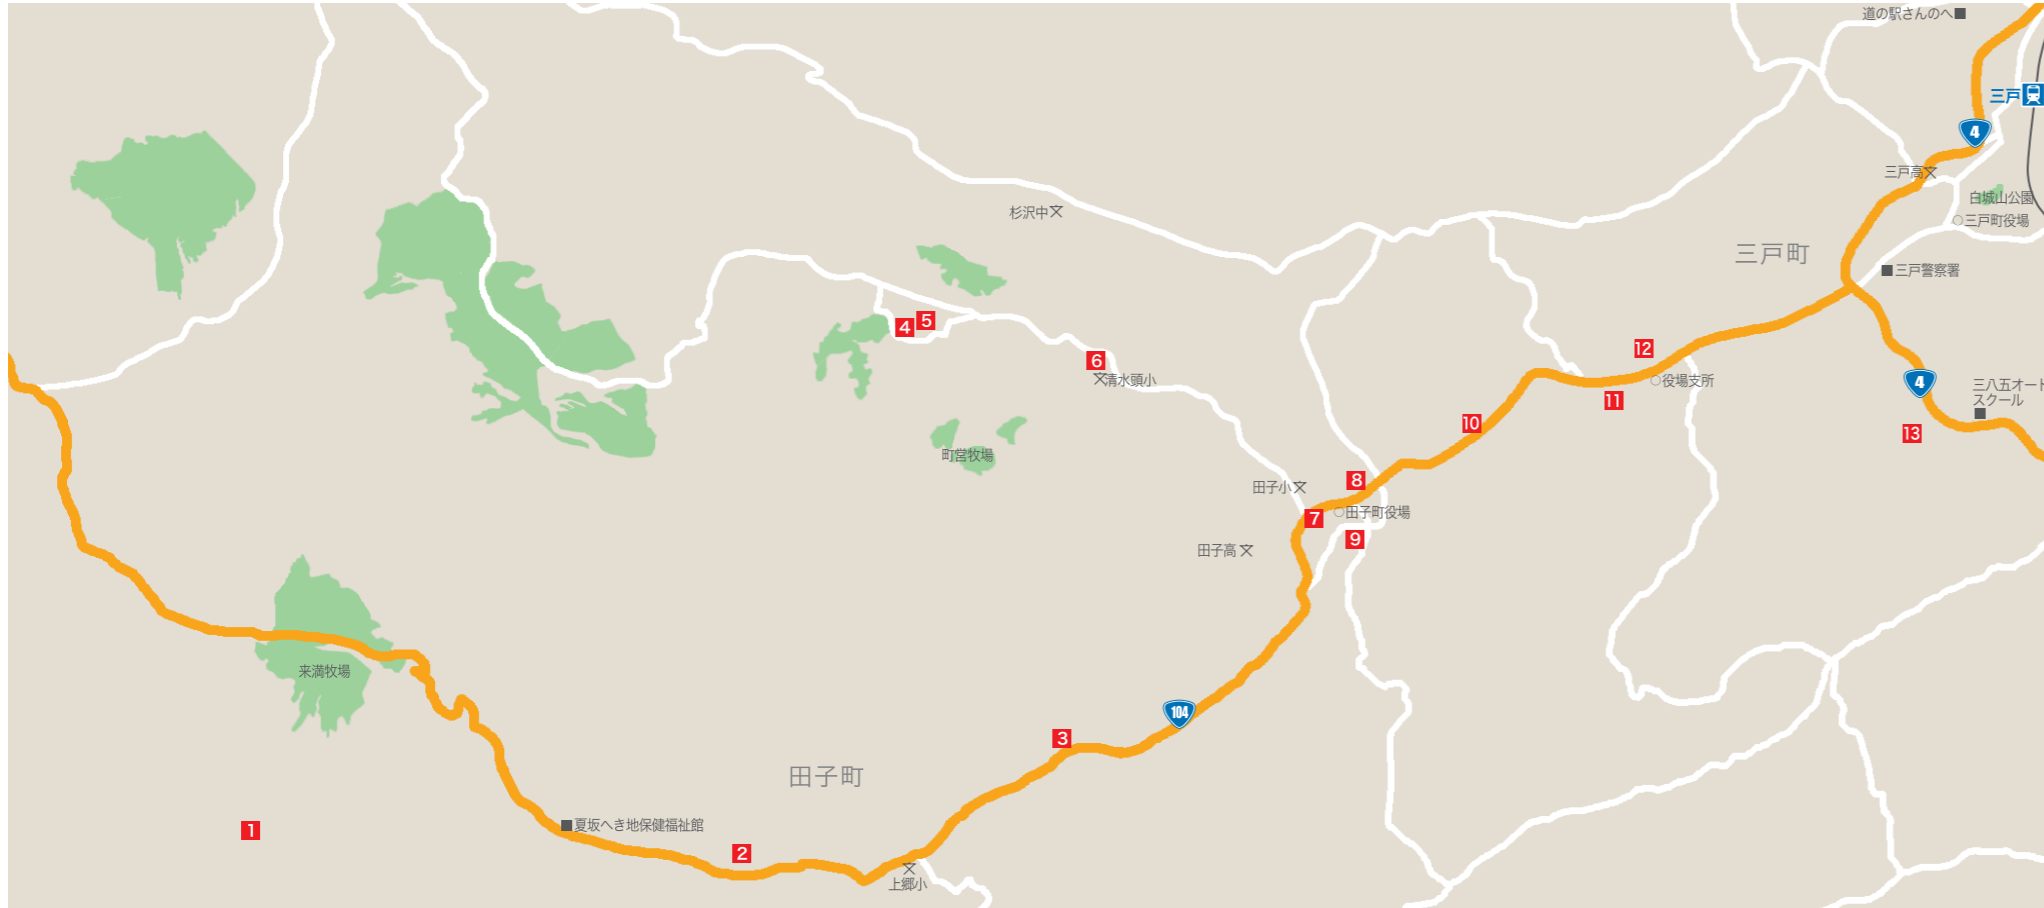 道の駅さんのへ
三戸
4
三戸高
白城山公園
三戸町役場
杉沢中
三戸町
三戸警察署
4
5
6
清水頭小
12
役場支所
11
4
三八五オート
スクール
13
10
町営牧場
8
田子小
田子町役場
7
9
田子高
来満牧場
104
3
田子町
1
夏坂へき地保健福祉館
2
上郷小